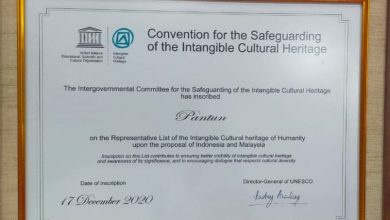 Convention for the Safeguarding
of the Intangible Cultural Heritage
United Nations
Educational, Scientific and
Cultural Organization
Intangible
Cultural
Heritage
The Intergovernmental Committee for the Safeguarding of the Intangible Cultural Heritage
has inscribed
Pantun
on the Representative List of the Intangible Cultural heritage of Humanity
upon the proposal of Indonesia and Malaysia
Inscription on this List contributes to ensuring better visibility of intangible cultural heritage
and awareness of its significance, and to encouraging dialogue that respects cultural diversity
Date of inscription
Director-General of UNESCO
17 December 2020